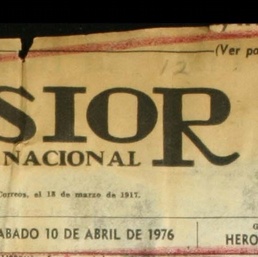 (Ver pa
12
SIOR
NACIONAL
Correos, el 18 de marzo de 1917.
ABADO 10 DE ABRIL DE 1976
HERO